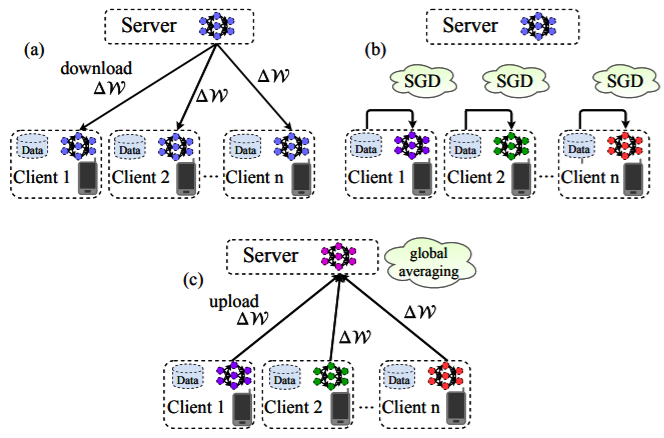 Server
(a)
download
Δ𝒲
Δ𝒲
Δ𝒲
Data
Data
Data
Client 1
Client 2
...
Client n
Server
(b)
SGD
SGD
SGD
Data
Data
Data
Client 1
Client 2
...
Client n
Server
global
averaging
(c)
upload
Δ𝒲
Δ𝒲
Δ𝒲
Data
Data
Data
Client 1
Client 2
...
Client n